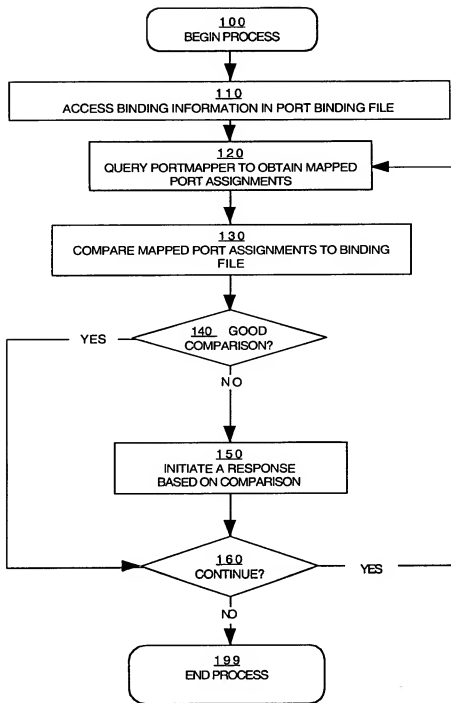 100
BEGIN PROCESS
110
ACCESS BINDING INFORMATION IN PORT BINDING FILE
120
QUERY PORTMAPPER TO OBTAIN MAPPED
PORT ASSIGNMENTS
130
COMPARE MAPPED PORT ASSIGNMENTS TO BINDING
FILE
YES
140 GOOD
COMPARISON?
NO
150
INITIATE A RESPONSE
BASED ON COMPARISON
160
CONTINUE?
YES
NO
199
END PROCESS